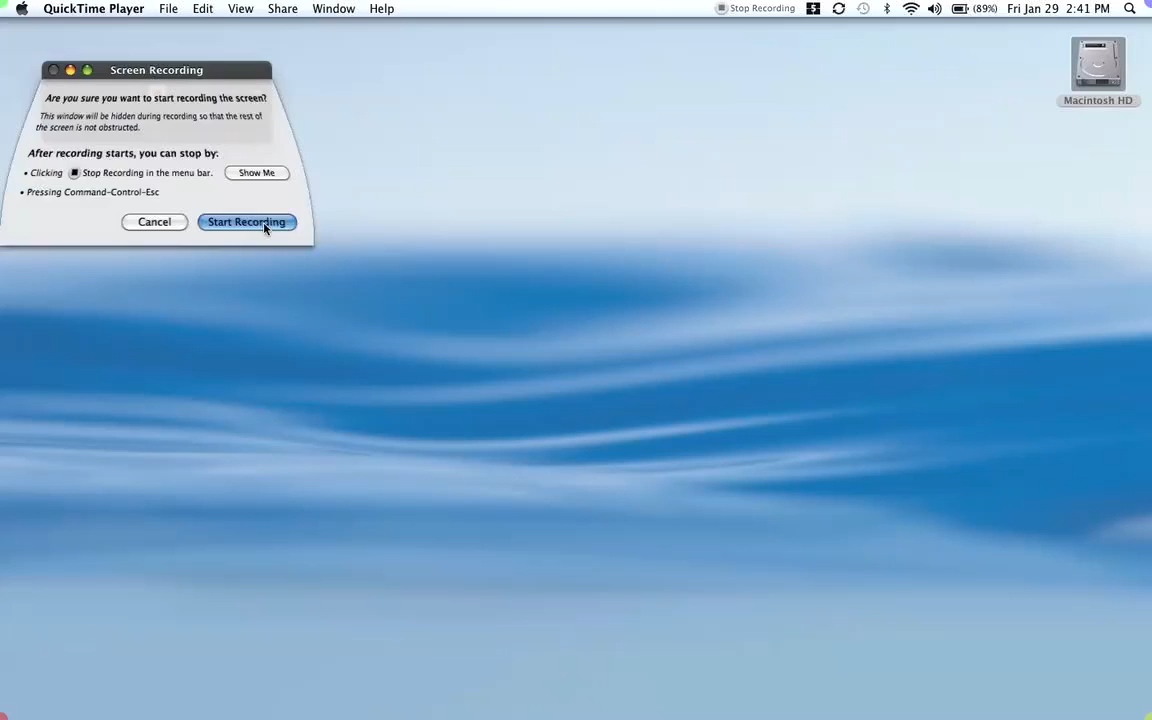 QuickTime Player File Edit View Share Window Help Stop Recording (89%) Fri Jan 29 2:41 PM
Screen Recording
Are you sure you want to start recording the screen?
This window will be hidden during recording so that the rest of
the screen is not obstructed.
After recording starts, you can stop by:
• Clicking Stop Recording in the menu bar. Show Me
• Pressing Command-Control-Esc
Cancel Start Recording
Macintosh HD